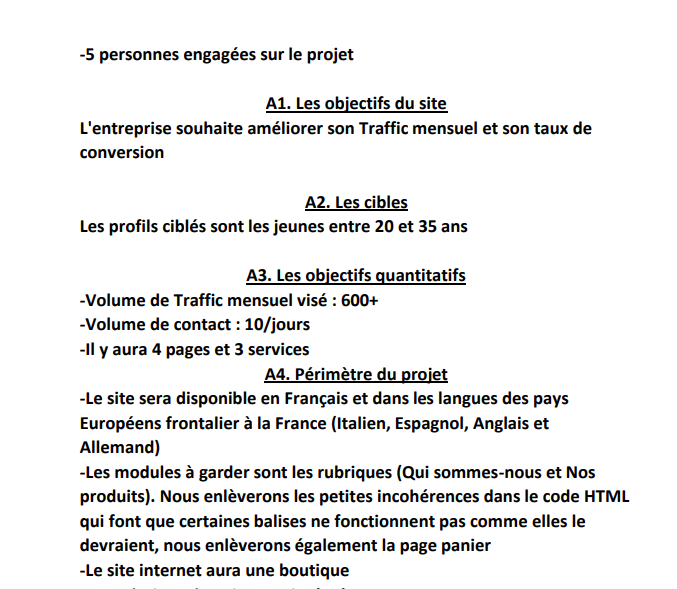 -5 personnes engagées sur le projet
A1. Les objectifs du site
L'entreprise souhaite améliorer son Traffic mensuel et son taux de
conversion
A2. Les cibles
Les profils ciblés sont les jeunes entre 20 et 35 ans
A3. Les objectifs quantitatifs
-Volume de Traffic mensuel visé : 600+
-Volume de contact : 10/jours
-Il y aura 4 pages et 3 services
A4. Périmètre du projet
-Le site sera disponible en Français et dans les langues des pays
Européens frontalier à la France (Italien, Espagnol, Anglais et
Allemand)
-Les modules à garder sont les rubriques (Qui sommes-nous et Nos
produits). Nous enlèverons les petites incohérences dans le code HTML
qui font que certaines balises ne fonctionnent pas comme elles le
devraient, nous enlèverons également la page panier
-Le site internet aura une boutique